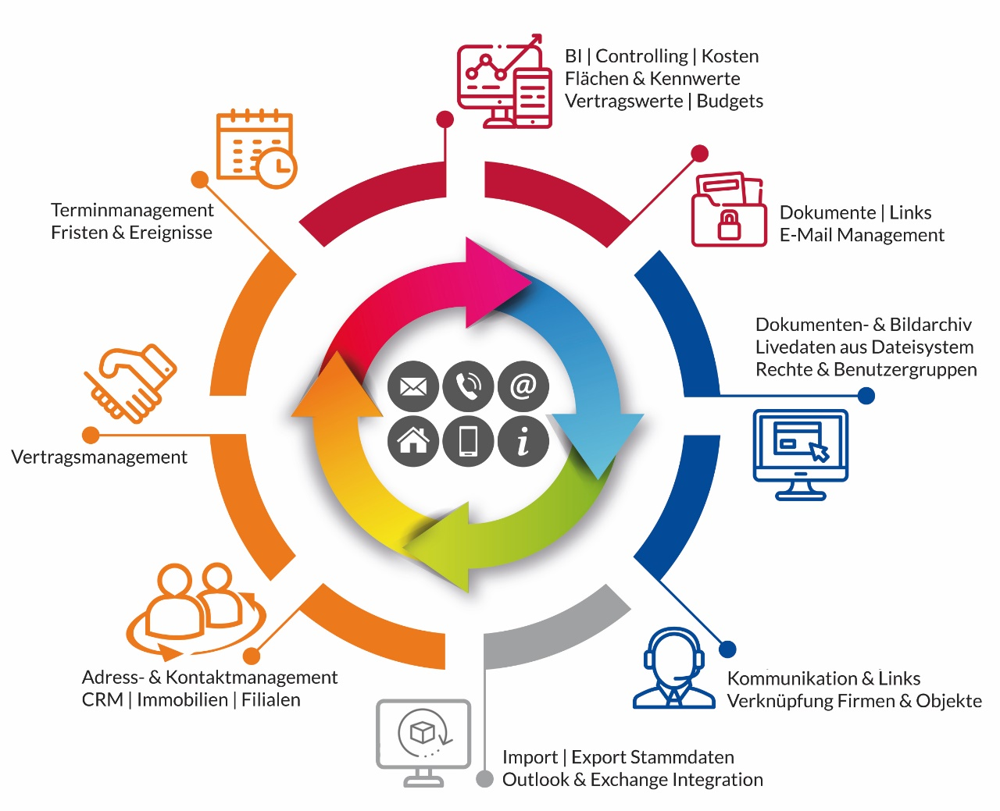 BI | Controlling | Kosten
Flächen & Kennwerte
Vertragswerte | Budgets
Dokumente | Links
E-Mail Management
Dokumenten- & Bildarchiv
Livedaten aus Dateisystem
Rechte & Benutzergruppen
Kommunikation & Links
Verknüpfung Firmen & Objekte
Import | Export Stammdaten
Outlook & Exchange Integration
Adress- & Kontaktmanagement
CRM | Immobilien | Filialen
Vertragsmanagement
Terminmanagement
Fristen & Ereignisse
@
i